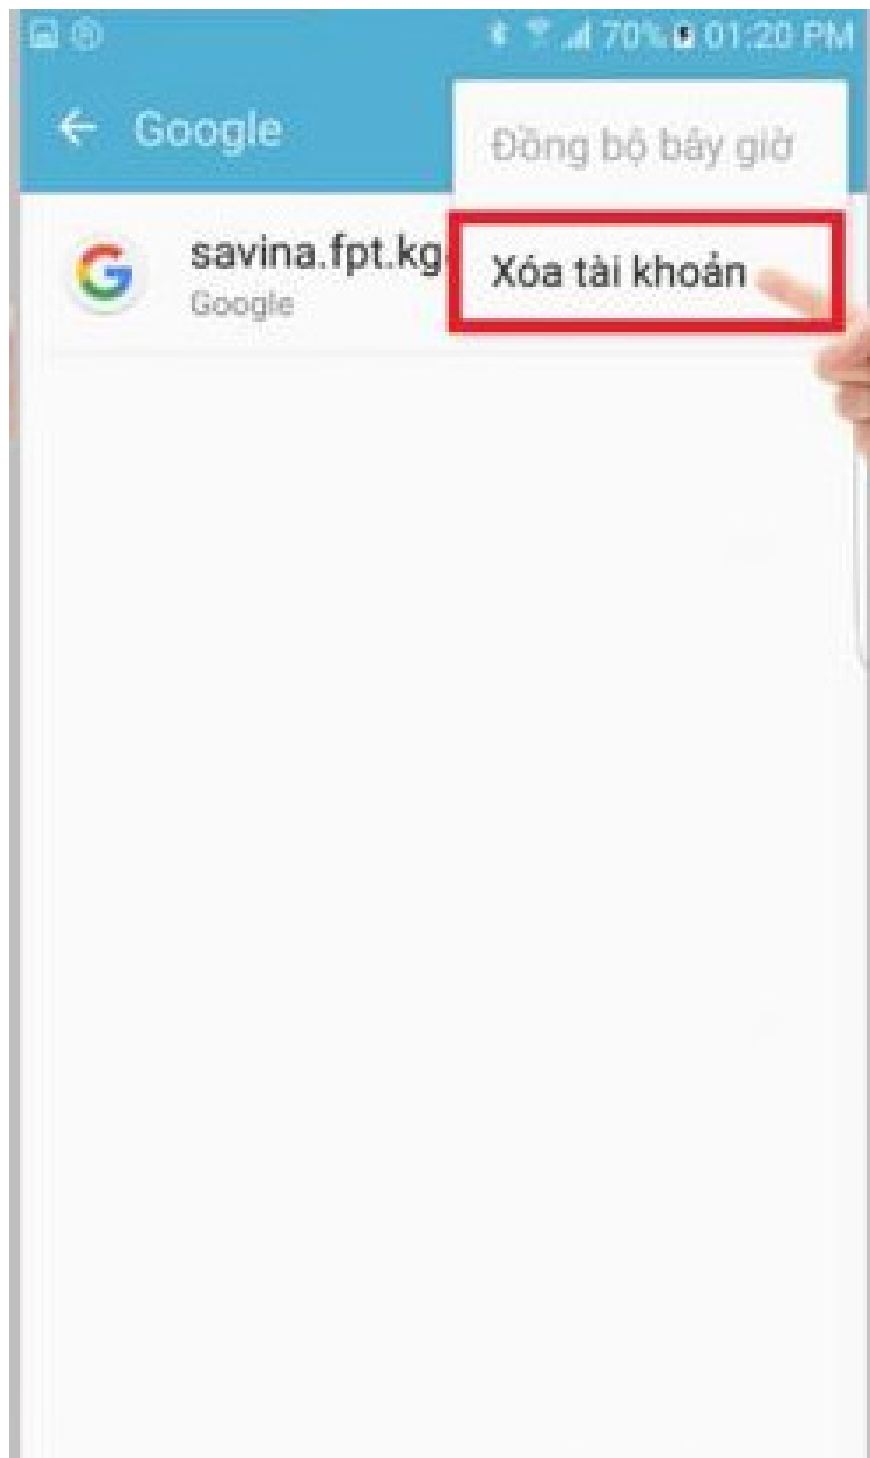 70% 01:20 PM
Google
Đồng bộ bây giờ
savina.fpt.kg
Xóa tài khoản
Google